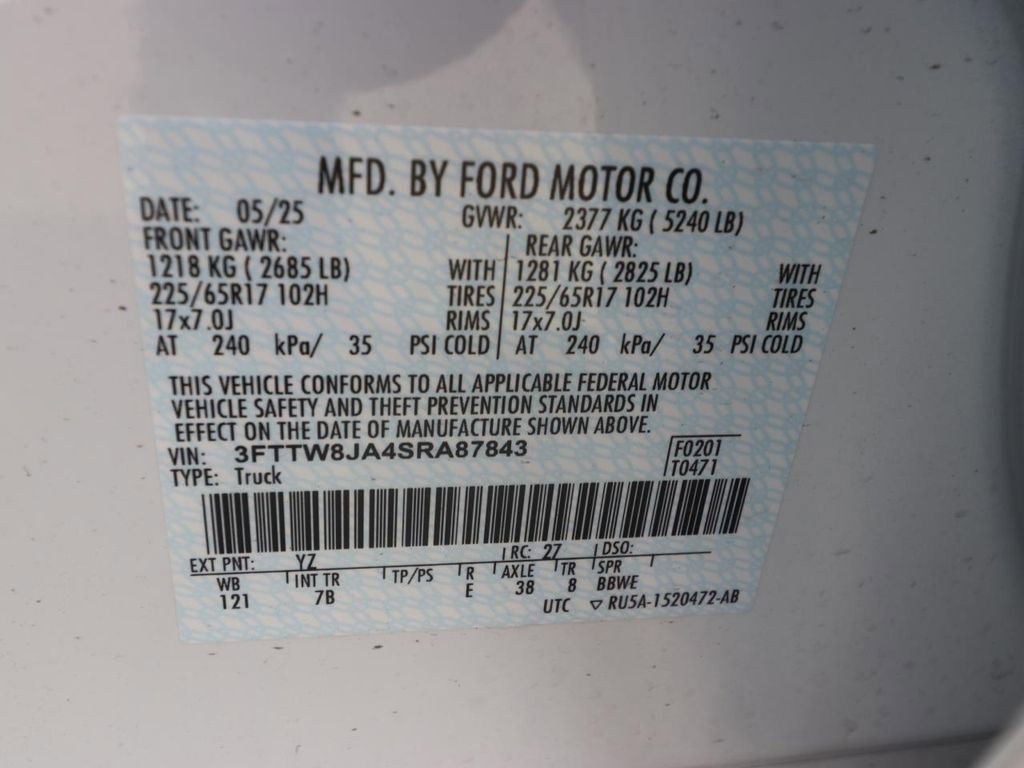 MFD. BY FORD MOTOR CO.
DATE: 05/25 GVWR: 2377 KG ( 5240 LB)
FRONT GAWR: REAR GAWR:
1218 KG ( 2685 LB) WITH 1281 KG ( 2825 LB) WITH
225/65R17 102H TIRES 225/65R17 102H TIRES
17x7.0J RIMS 17x7.0J RIMS
AT 240 kPa/ 35 PSI COLD AT 240 kPa/ 35 PSI COLD
THIS VEHICLE CONFORMS TO ALL APPLICABLE FEDERAL MOTOR
VEHICLE SAFETY AND THEFT PREVENTION STANDARDS IN
EFFECT ON THE DATE OF MANUFACTURE SHOWN ABOVE.
VIN: 3FTTW8JA4SRA87843 F0201
TYPE: Truck T0471
EXT PNT: YZ RC: 27 DSO:
WB INT TR TP/PS R AXLE TR SPR
121 7B E 38 8 BBWE
UTC ▽ RU5A-1520472-AB